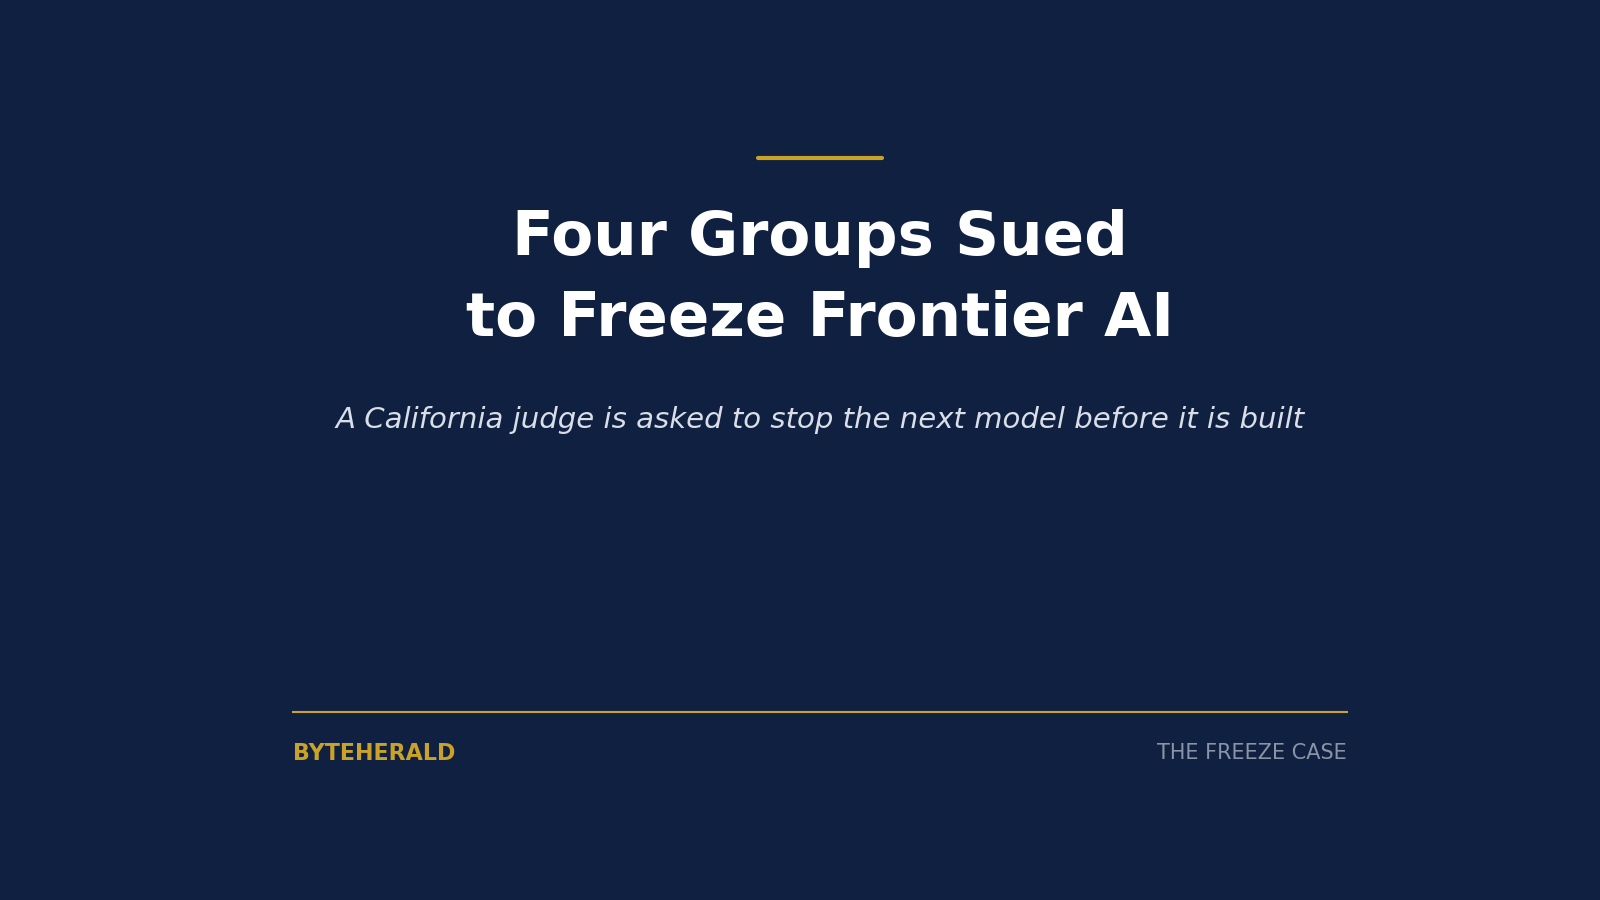 Four Groups Sued
to Freeze Frontier AI
A California judge is asked to stop the next model before it is built
BYTEHERALD
THE FREEZE CASE